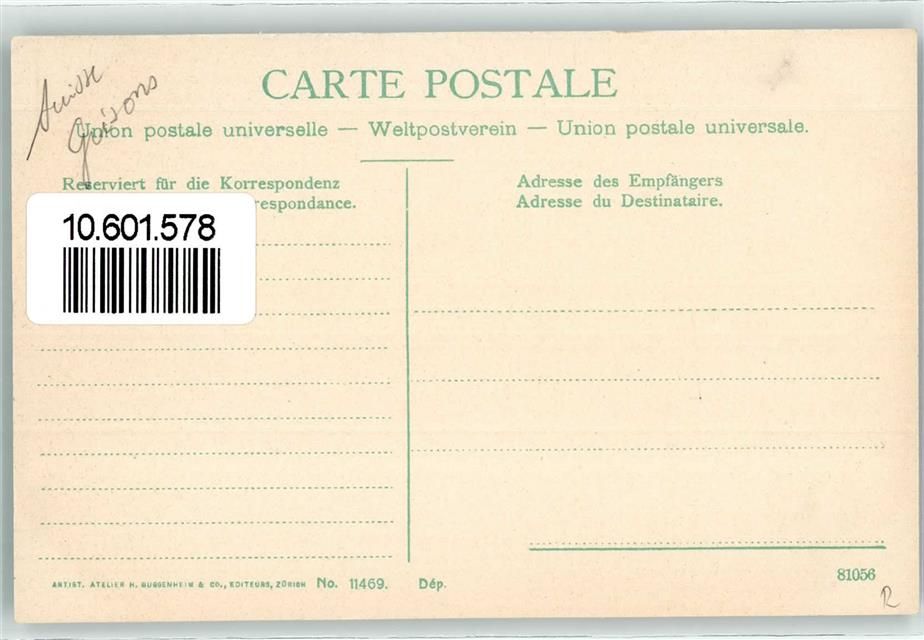 Suisse
Grisons
CARTE POSTALE
Union postale universelle — Weltpostverein — Union postale universale.
Reserviert für die Korrespondenz
respondance.
Adresse des Empfängers
Adresse du Destinataire.
10.601.578
ARTIST. ATELIER H. GUGGENHEIM & CO., EDITEURS, ZÜRICH No. 11469. Dép.
81056
R